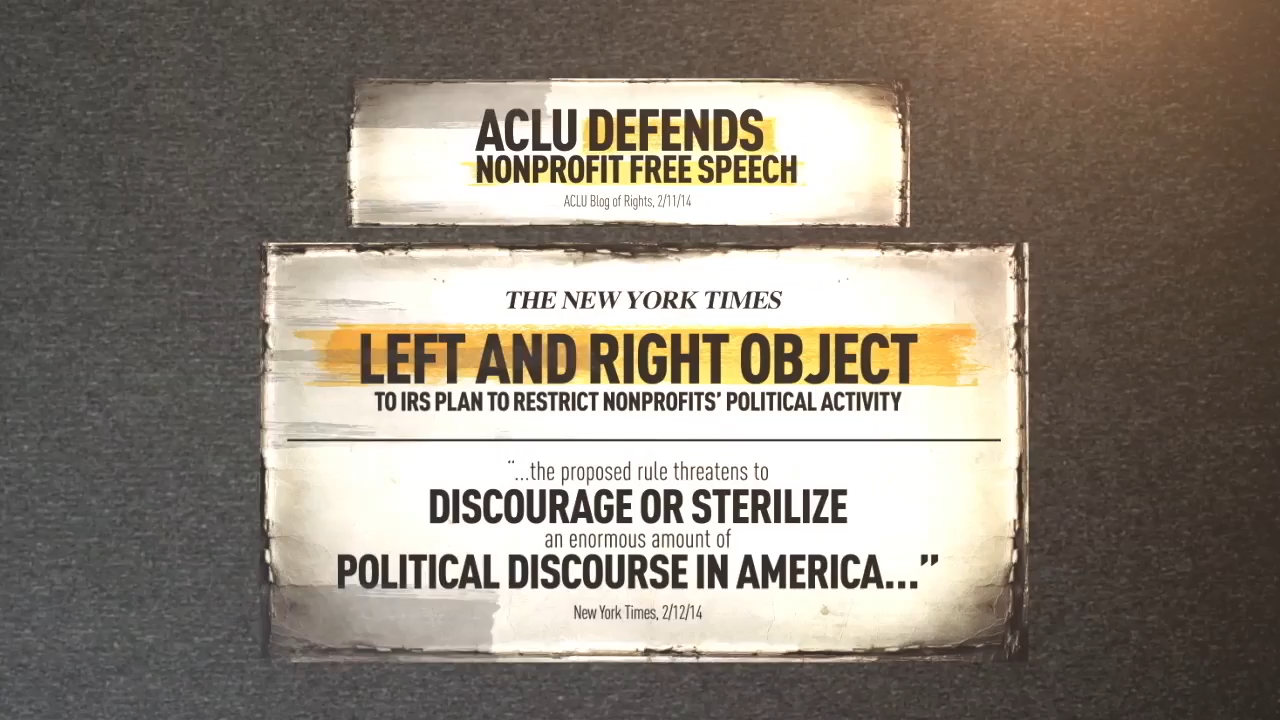 ACLU DEFENDS
NONPROFIT FREE SPEECH
ACLU Blog of Rights, 2/11/14
THE NEW YORK TIMES
LEFT AND RIGHT OBJECT
TO IRS PLAN TO RESTRICT NONPROFITS’ POLITICAL ACTIVITY
“...the proposed rule threatens to
DISCOURAGE OR STERILIZE
an enormous amount of
POLITICAL DISCOURSE IN AMERICA...”
New York Times, 2/12/14